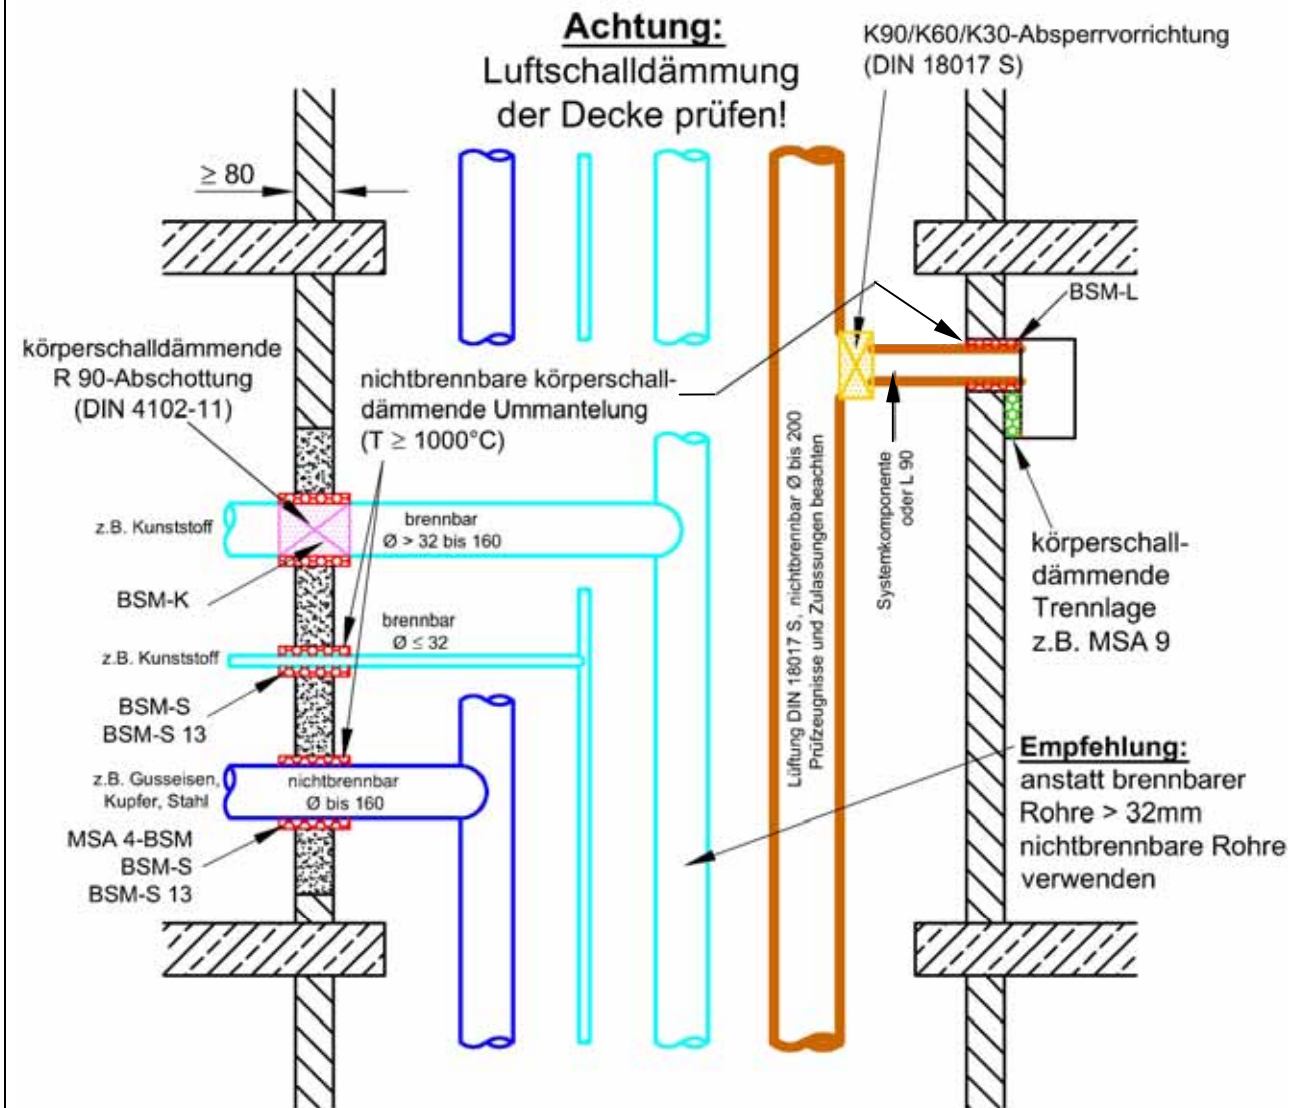 Achtung:
Luftschalldämmung
der Decke prüfen!
K90/K60/K30-Absperrvorrichtung
(DIN 18017 S)
≥ 80
BSM-L
körperschalldämmende
R 90-Abschottung
(DIN 4102-11)
nichtbrennbare körperschall-
dämmende Ummantelung
(T ≥ 1000°C)
z.B. Kunststoff
brennbar
Ø > 32 bis 160
BSM-K
brennbar
Ø ≤ 32
z.B. Kunststoff
BSM-S
BSM-S 13
z.B. Gusseisen,
Kupfer, Stahl
nichtbrennbar
Ø bis 160
MSA 4-BSM
BSM-S
BSM-S 13
Lüftung DIN 18017 S, nichtbrennbar Ø bis 200
Prüfzeugnisse und Zulassungen beachten
Systemkomponente
oder L 90
körperschall-
dämmende
Trennlage
z.B. MSA 9
Empfehlung:
anstatt brennbarer
Rohre > 32mm
nichtbrennbare Rohre
verwenden